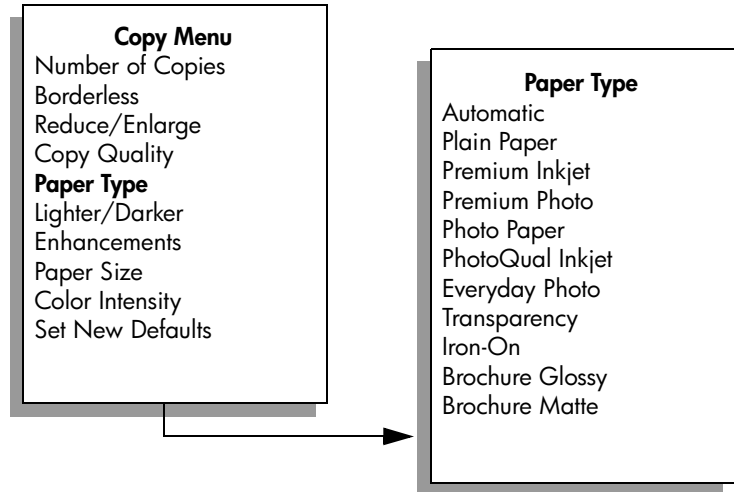 Copy Menu
Number of Copies
Borderless
Reduce/Enlarge
Copy Quality
Paper Type
Lighter/Darker
Enhancements
Paper Size
Color Intensity
Set New Defaults
Paper Type
Automatic
Plain Paper
Premium Inkjet
Premium Photo
Photo Paper
PhotoQual Inkjet
Everyday Photo
Transparency
Iron-On
Brochure Glossy
Brochure Matte